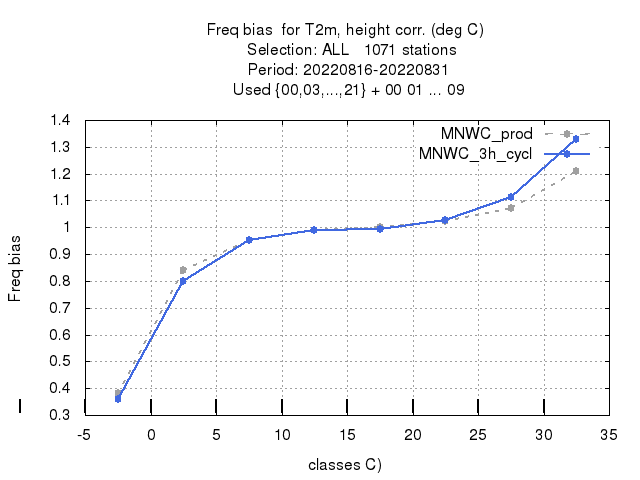 Freq bias  for T2m, height corr. (deg C)
Selection: ALL   1071 stations
Period: 20220816-20220831
Used {00,03,...,21} + 00 01 ... 09
MNWC_prod
MNWC_3h_cycl
1.4
1.3
1.2
1.1
1
0.9
0.8
0.7
0.6
0.5
0.4
0.3
Freq bias
-5 0 5 10 15 20 25 30 35
classes C)